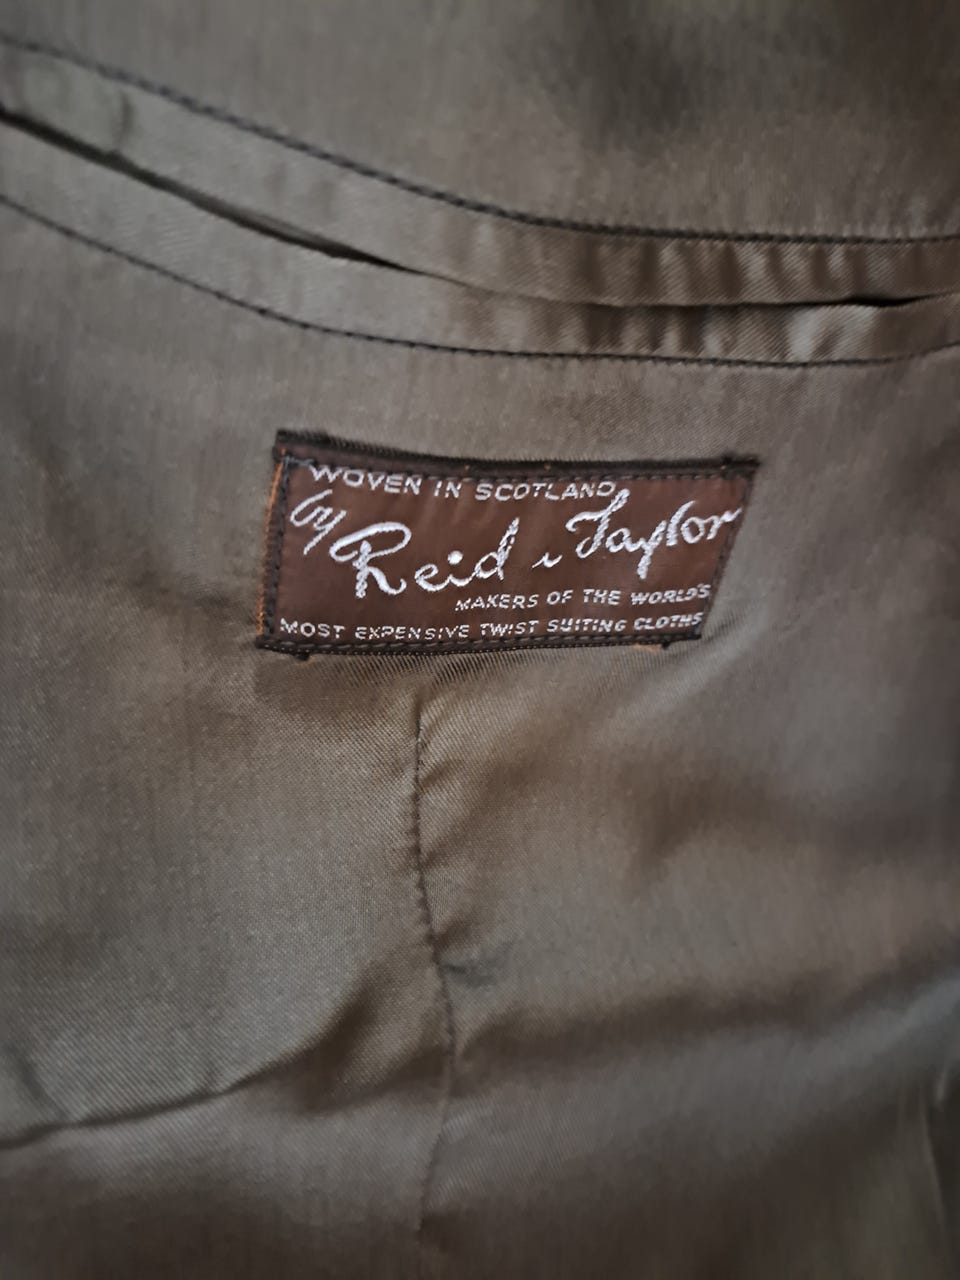 WOVEN IN SCOTLAND
by
Reid & Taylor
MAKERS OF THE WORLD'S
MOST EXPENSIVE TWIST SUITING CLOTHS